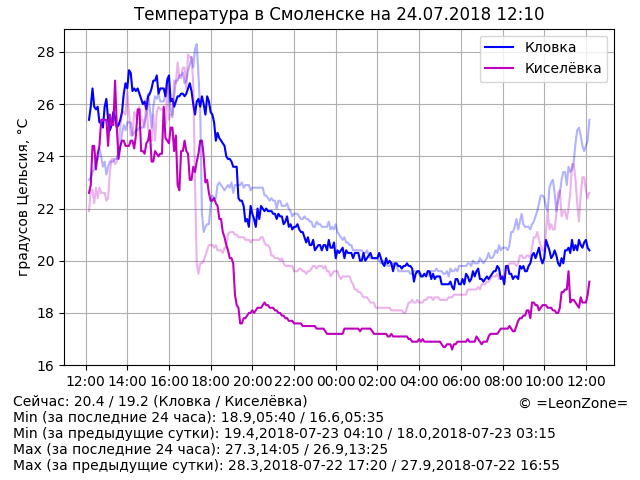 Температура в Смоленске на 24.07.2018 12:10
Кловка
Киселёвка
градусов Цельсия, °C
28
26
24
22
20
18
16
12:00 14:00 16:00 18:00 20:00 22:00 00:00 02:00 04:00 06:00 08:00 10:00 12:00
Сейчас: 20.4 / 19.2 (Кловка / Киселёвка)
© =LeonZone=
Min (за последние 24 часа): 18.9,05:40 / 16.6,05:35
Min (за предыдущие сутки): 19.4,2018-07-23 04:10 / 18.0,2018-07-23 03:15
Max (за последние 24 часа): 27.3,14:05 / 26.9,13:25
Max (за предыдущие сутки): 28.3,2018-07-22 17:20 / 27.9,2018-07-22 16:55